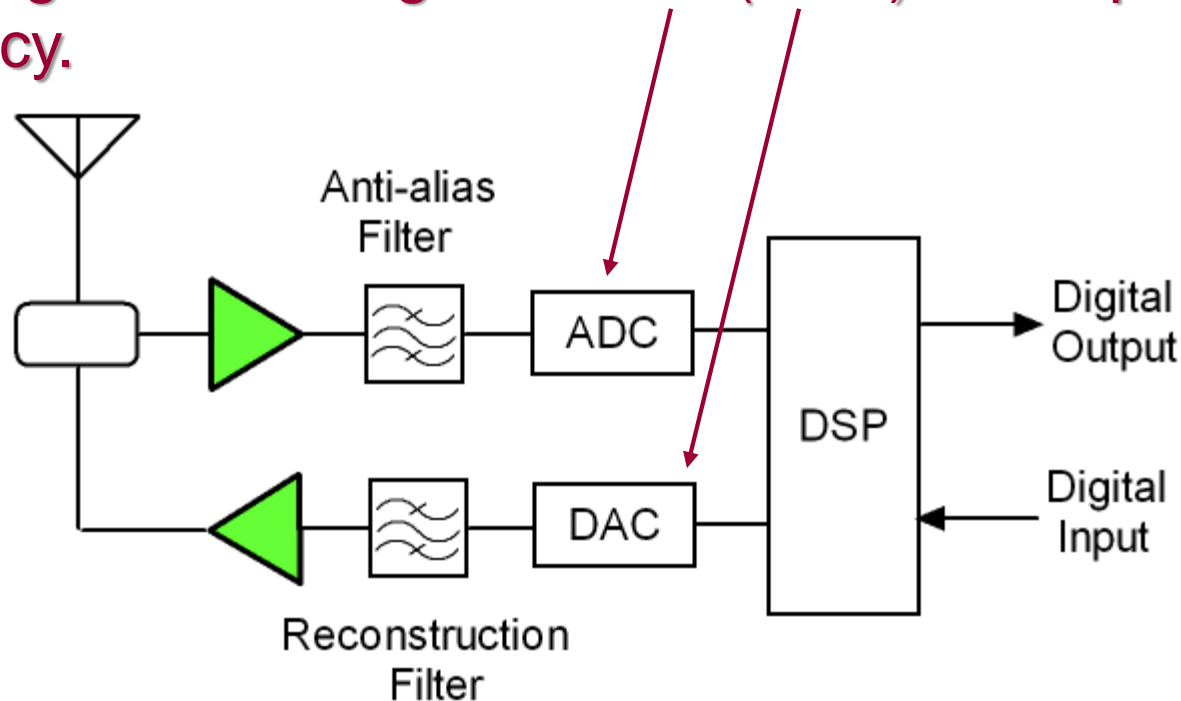 cy.
Anti-alias
Filter
ADC
Digital
Output
DSP
Digital
Input
DAC
Reconstruction
Filter